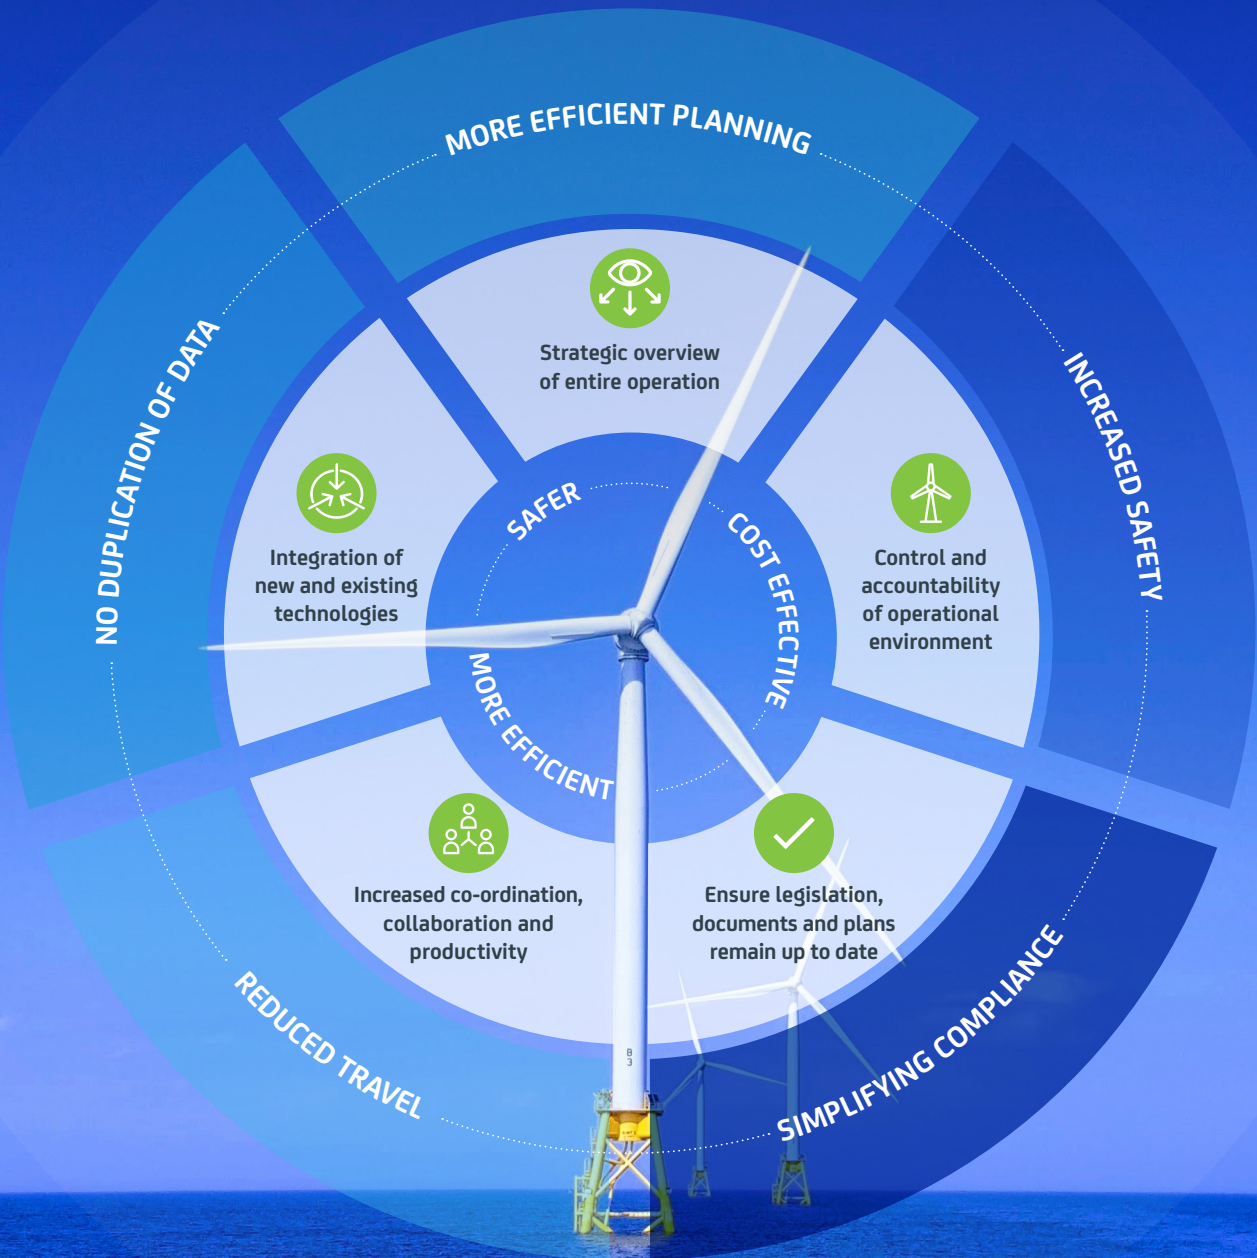 MORE EFFICIENT PLANNING
Strategic overview
of entire operation
INCREASED SAFETY
Control and
accountability
of operational
environment
SIMPLIFYING COMPLIANCE
Ensure legislation,
documents and plans
remain up to date
REDUCED TRAVEL
Increased co-ordination,
collaboration and
productivity
NO DUPLICATION OF DATA
Integration of
new and existing
technologies
SAFER
COST EFFECTIVE
MORE EFFICIENT
B
3